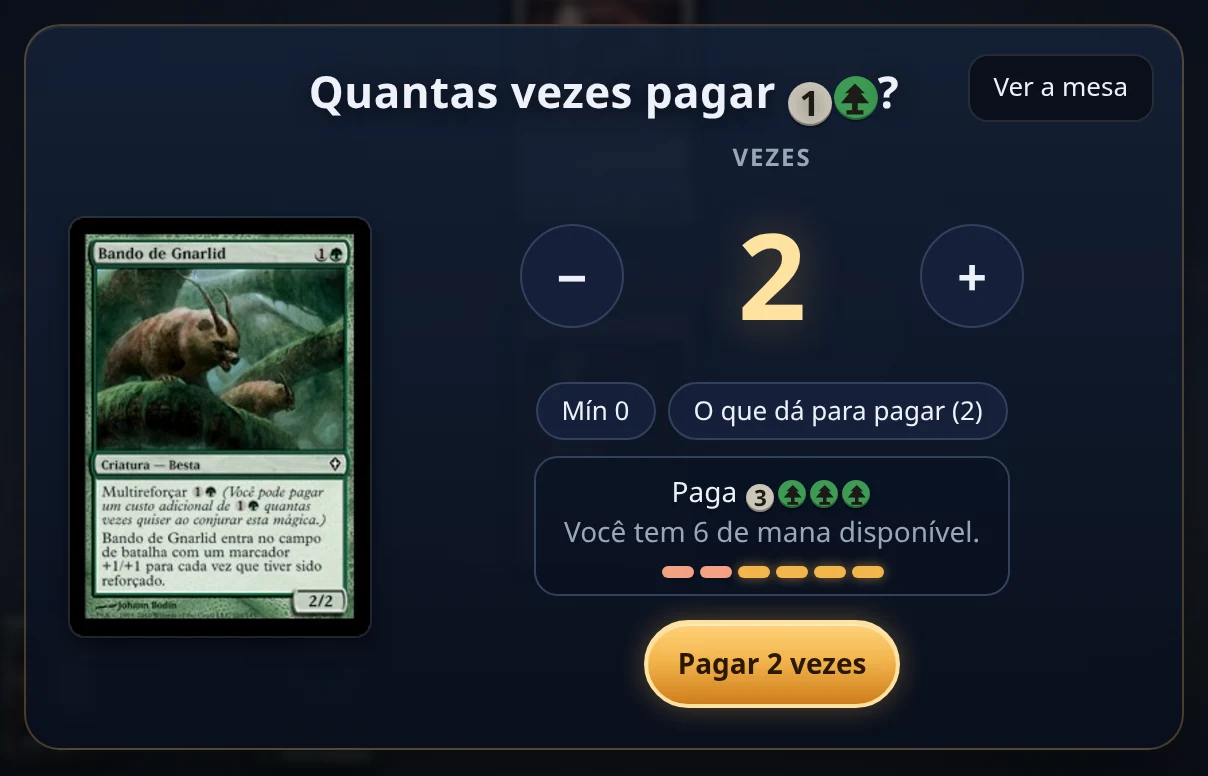 Quantas vezes pagar 1?
Ver a mesa
VEZES
Bando de Gnarlid 1
Criatura — Besta
Multireforçar 1 (Você pode pagar
um custo adicional de 1 quantas
vezes quiser ao conjurar esta mágica.)
Bando de Gnarlid entra no campo
de batalha com um marcador
+1/+1 para cada vez que tiver sido
reforçado.
Johann Bodin
2/2
−
2
+
Mín 0
O que dá para pagar (2)
Paga 3
Você tem 6 de mana disponível.
Pagar 2 vezes